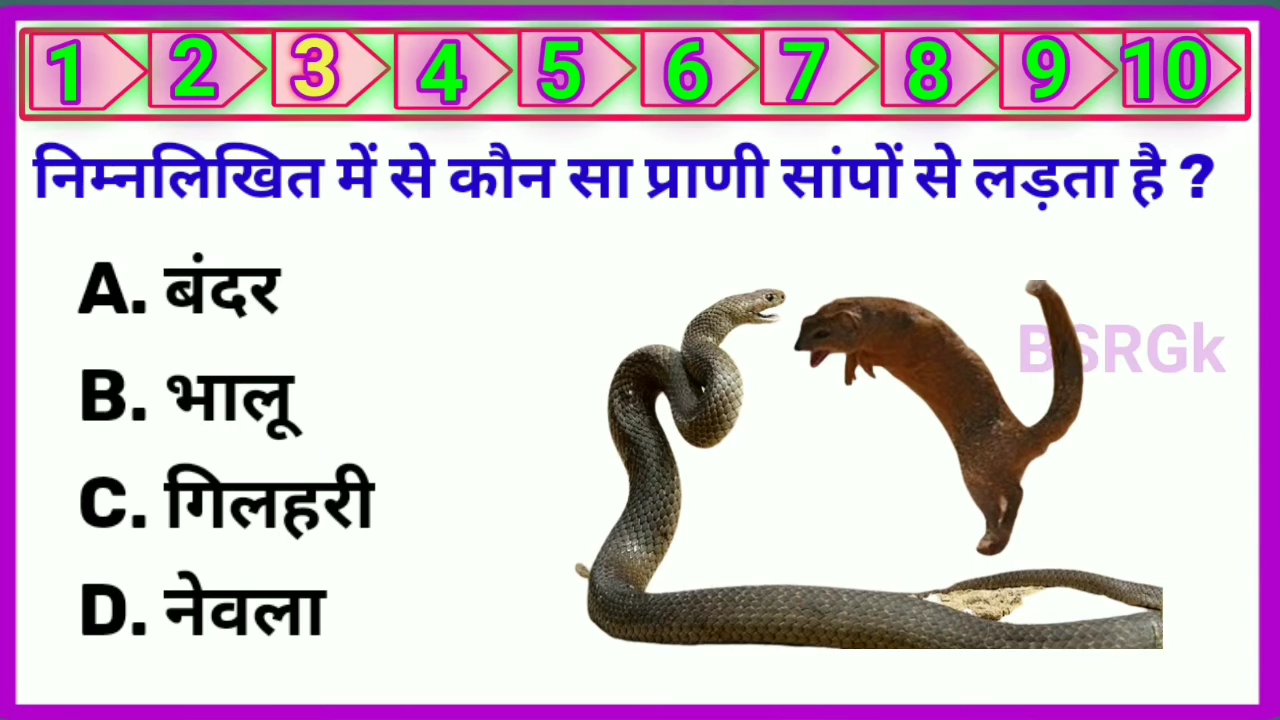 1 2 3 4 5 6 7 8 9 10
निम्नलिखित में से कौन सा प्राणी सांपों से लड़ता है ?
A. बंदर
B. भालू
C. गिलहरी
D. नेवला
BSRGk